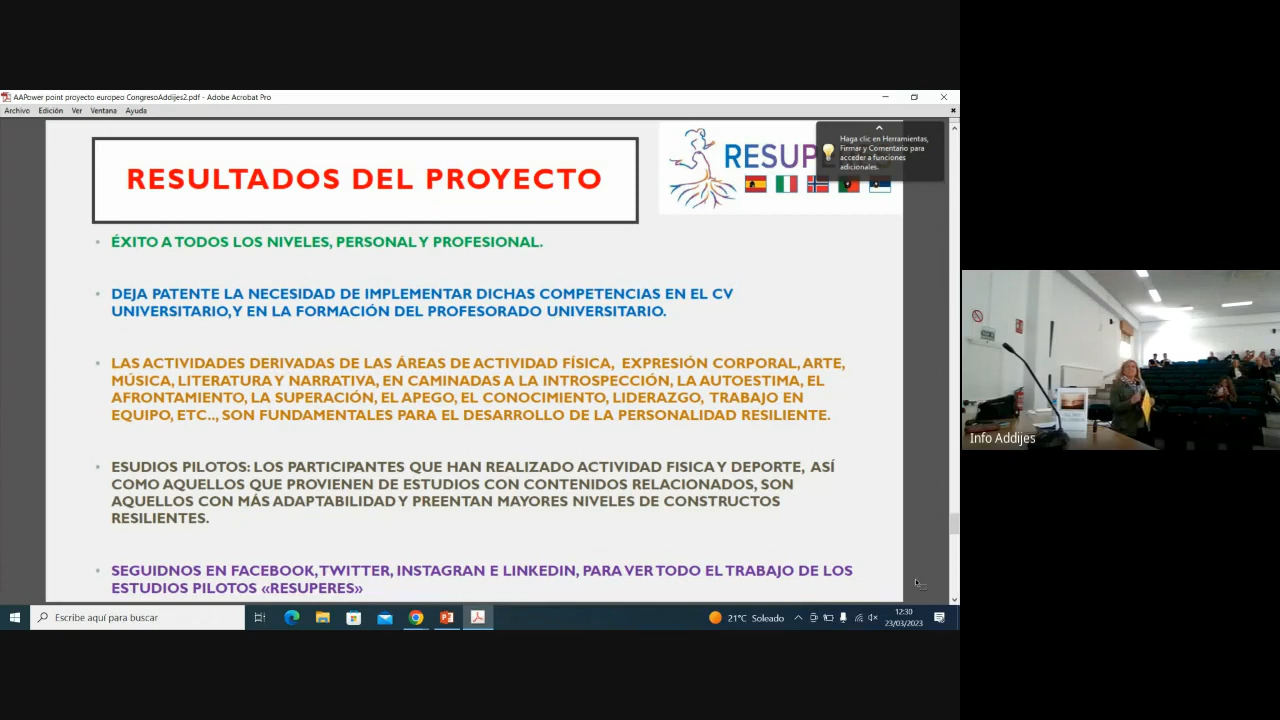 AAPower point proyecto europeo CongresoAddijes2.pdf - Adobe Acrobat Pro
Archivo Edición Ver Ventana Ayuda
RESULTADOS DEL PROYECTO
RESUP
Haga clic en Herramientas,
Firmar y Comentario para
acceder a funciones
adicionales.
• ÉXITO A TODOS LOS NIVELES, PERSONAL Y PROFESIONAL.
• DEJA PATENTE LA NECESIDAD DE IMPLEMENTAR DICHAS COMPETENCIAS EN EL CV
UNIVERSITARIO, Y EN LA FORMACIÓN DEL PROFESORADO UNIVERSITARIO.
• LAS ACTIVIDADES DERIVADAS DE LAS ÁREAS DE ACTIVIDAD FÍSICA, EXPRESIÓN CORPORAL, ARTE,
MÚSICA, LITERATURA Y NARRATIVA, EN CAMINADAS A LA INTROSPECCIÓN, LA AUTOESTIMA, EL
AFRONTAMIENTO, LA SUPERACIÓN, EL APEGO, EL CONOCIMIENTO, LIDERAZGO, TRABAJO EN
EQUIPO, ETC.., SON FUNDAMENTALES PARA EL DESARROLLO DE LA PERSONALIDAD RESILIENTE.
• ESUDIOS PILOTOS: LOS PARTICIPANTES QUE HAN REALIZADO ACTIVIDAD FISICA Y DEPORTE, ASÍ
COMO AQUELLOS QUE PROVIENEN DE ESTUDIOS CON CONTENIDOS RELACIONADOS, SON
AQUELLOS CON MÁS ADAPTABILIDAD Y PREENTAN MAYORES NIVELES DE CONSTRUCTOS
RESILIENTES.
• SEGUIDNOS EN FACEBOOK, TWITTER, INSTAGRAN E LINKEDIN, PARA VER TODO EL TRABAJO DE LOS
ESTUDIOS PILOTOS «RESUPERES»
Escribe aquí para buscar
21°C Soleado
12:30
23/03/2023
Info Addijes